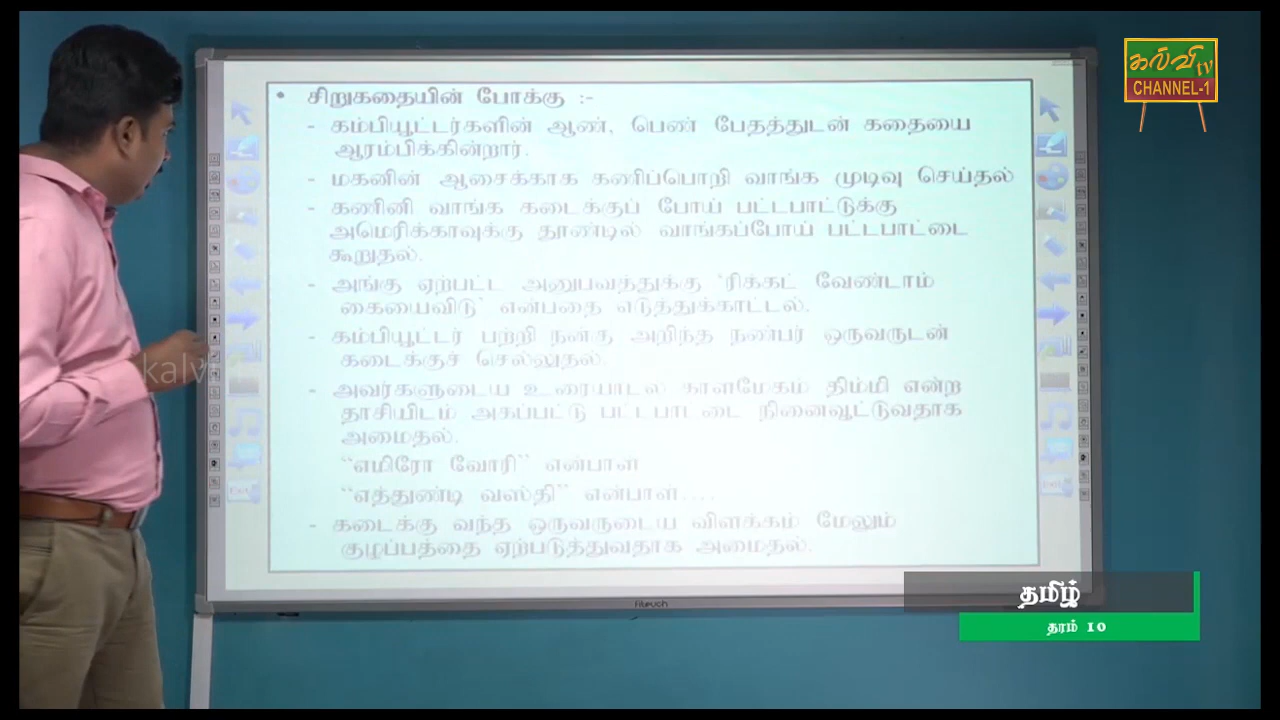 கல்வி tv
CHANNEL-1
• சிறுகதையின் போக்கு :-
- கம்பியூட்டர்களின் ஆண், பெண் பேதத்துடன் கதையை
ஆரம்பிக்கின்றார்.
- மகனின் ஆசைக்காக கணிப்பொறி வாங்க முடிவு செய்தல்
- கணினி வாங்க கடைக்குப் போய் பட்டபாட்டுக்கு
அமெரிக்காவுக்கு தூண்டில் வாங்கப்போய் பட்டபாட்டை
கூறுதல்.
- அங்கு ஏற்பட்ட அனுபவத்துக்கு 'ரிக்கட் வேண்டாம்
கையைவிடு' என்பதை எடுத்துக்காட்டல்.
- கம்பியூட்டர் பற்றி நன்கு அறிந்த நண்பர் ஒருவருடன்
கடைக்குச் செல்லுதல்.
- அவர்களுடைய உரையாடல் காளமேகம் திம்மி என்ற
தாசியிடம் அகப்பட்டு பட்டபாட்டை நினைவூட்டுவதாக
அமைதல்.
"எமிரோ வோரி" என்பாள்
"எத்துண்டி வஸ்தி" என்பாள்....
- கடைக்கு வந்த ஒருவருடைய விளக்கம் மேலும்
குழப்பத்தை ஏற்படுத்துவதாக அமைதல்.
தமிழ்
தரம் 10